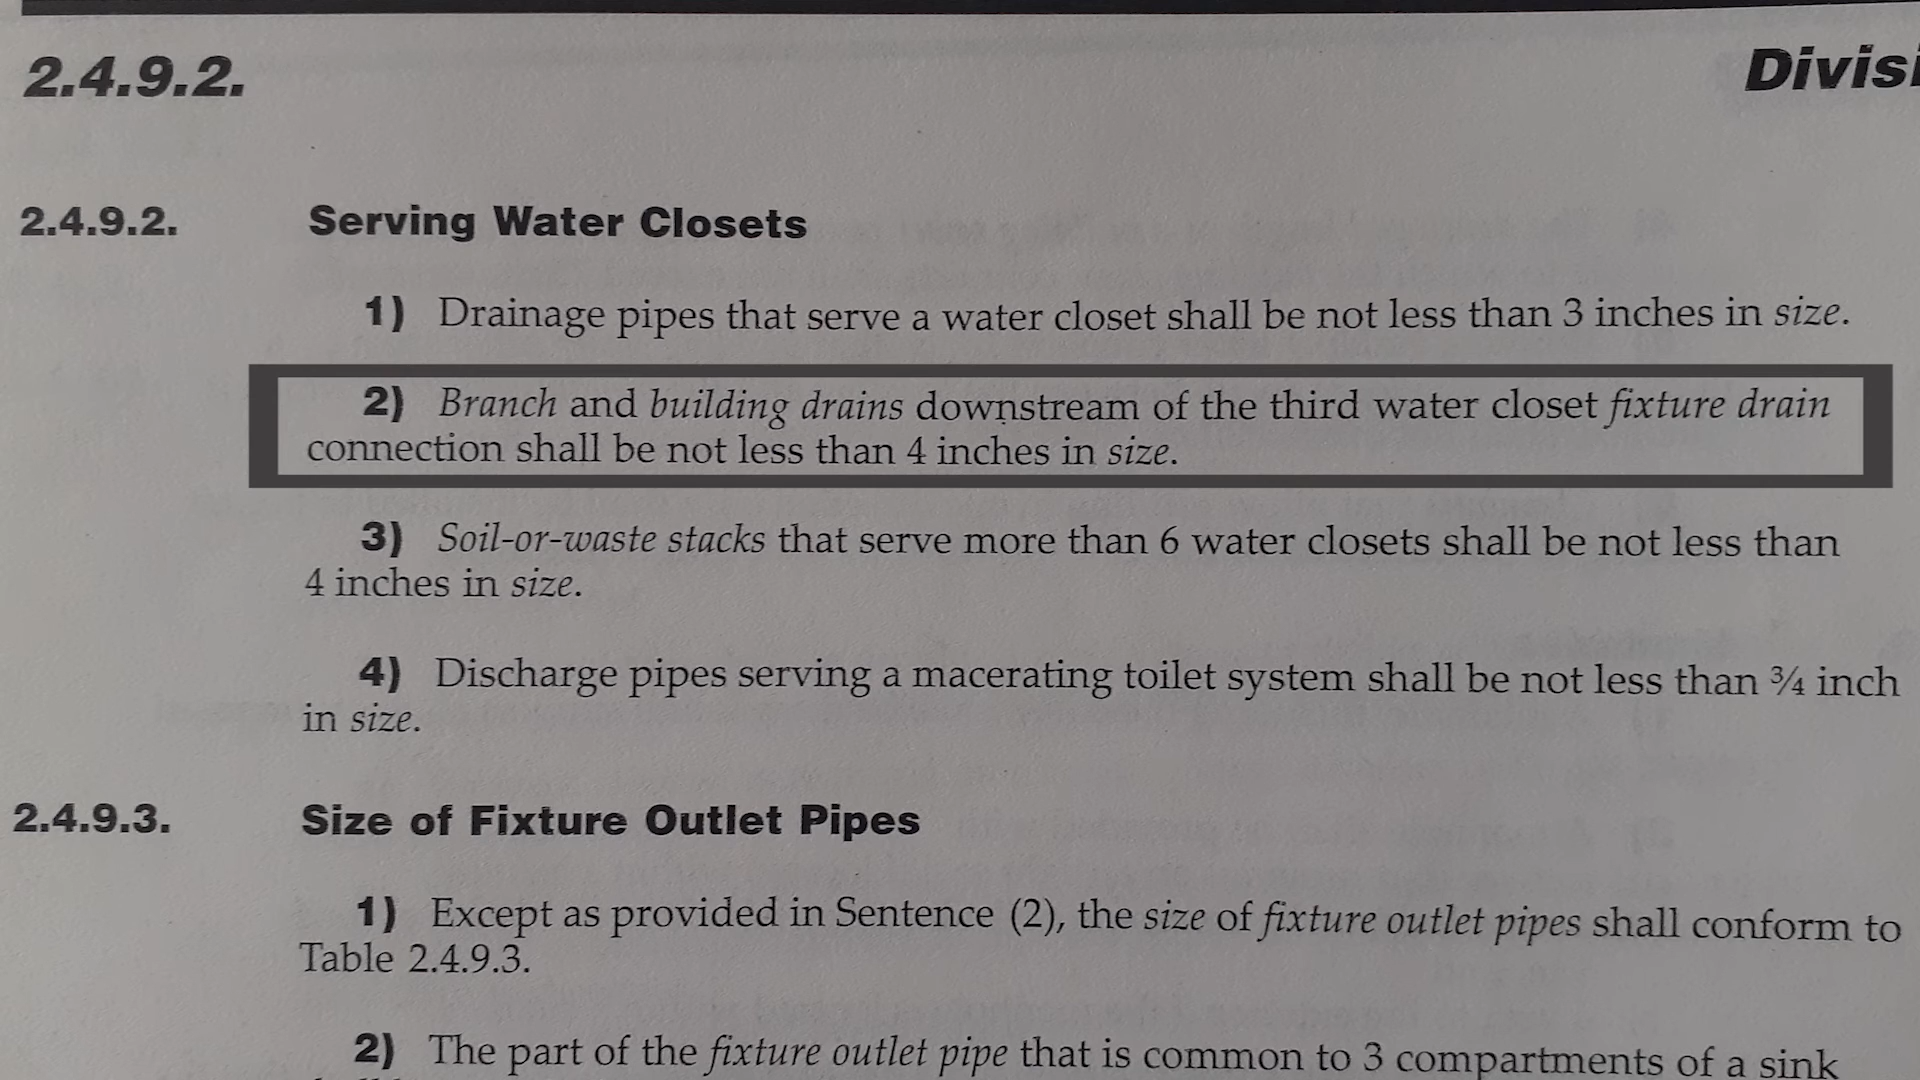 2.4.9.2. Divisi
2.4.9.2. Serving Water Closets
1) Drainage pipes that serve a water closet shall be not less than 3 inches in size.
2) Branch and building drains downstream of the third water closet fixture drain
connection shall be not less than 4 inches in size.
3) Soil-or-waste stacks that serve more than 6 water closets shall be not less than
4 inches in size.
4) Discharge pipes serving a macerating toilet system shall be not less than ¾ inch
in size.
2.4.9.3. Size of Fixture Outlet Pipes
1) Except as provided in Sentence (2), the size of fixture outlet pipes shall conform to
Table 2.4.9.3.
2) The part of the fixture outlet pipe that is common to 3 compartments of a sink